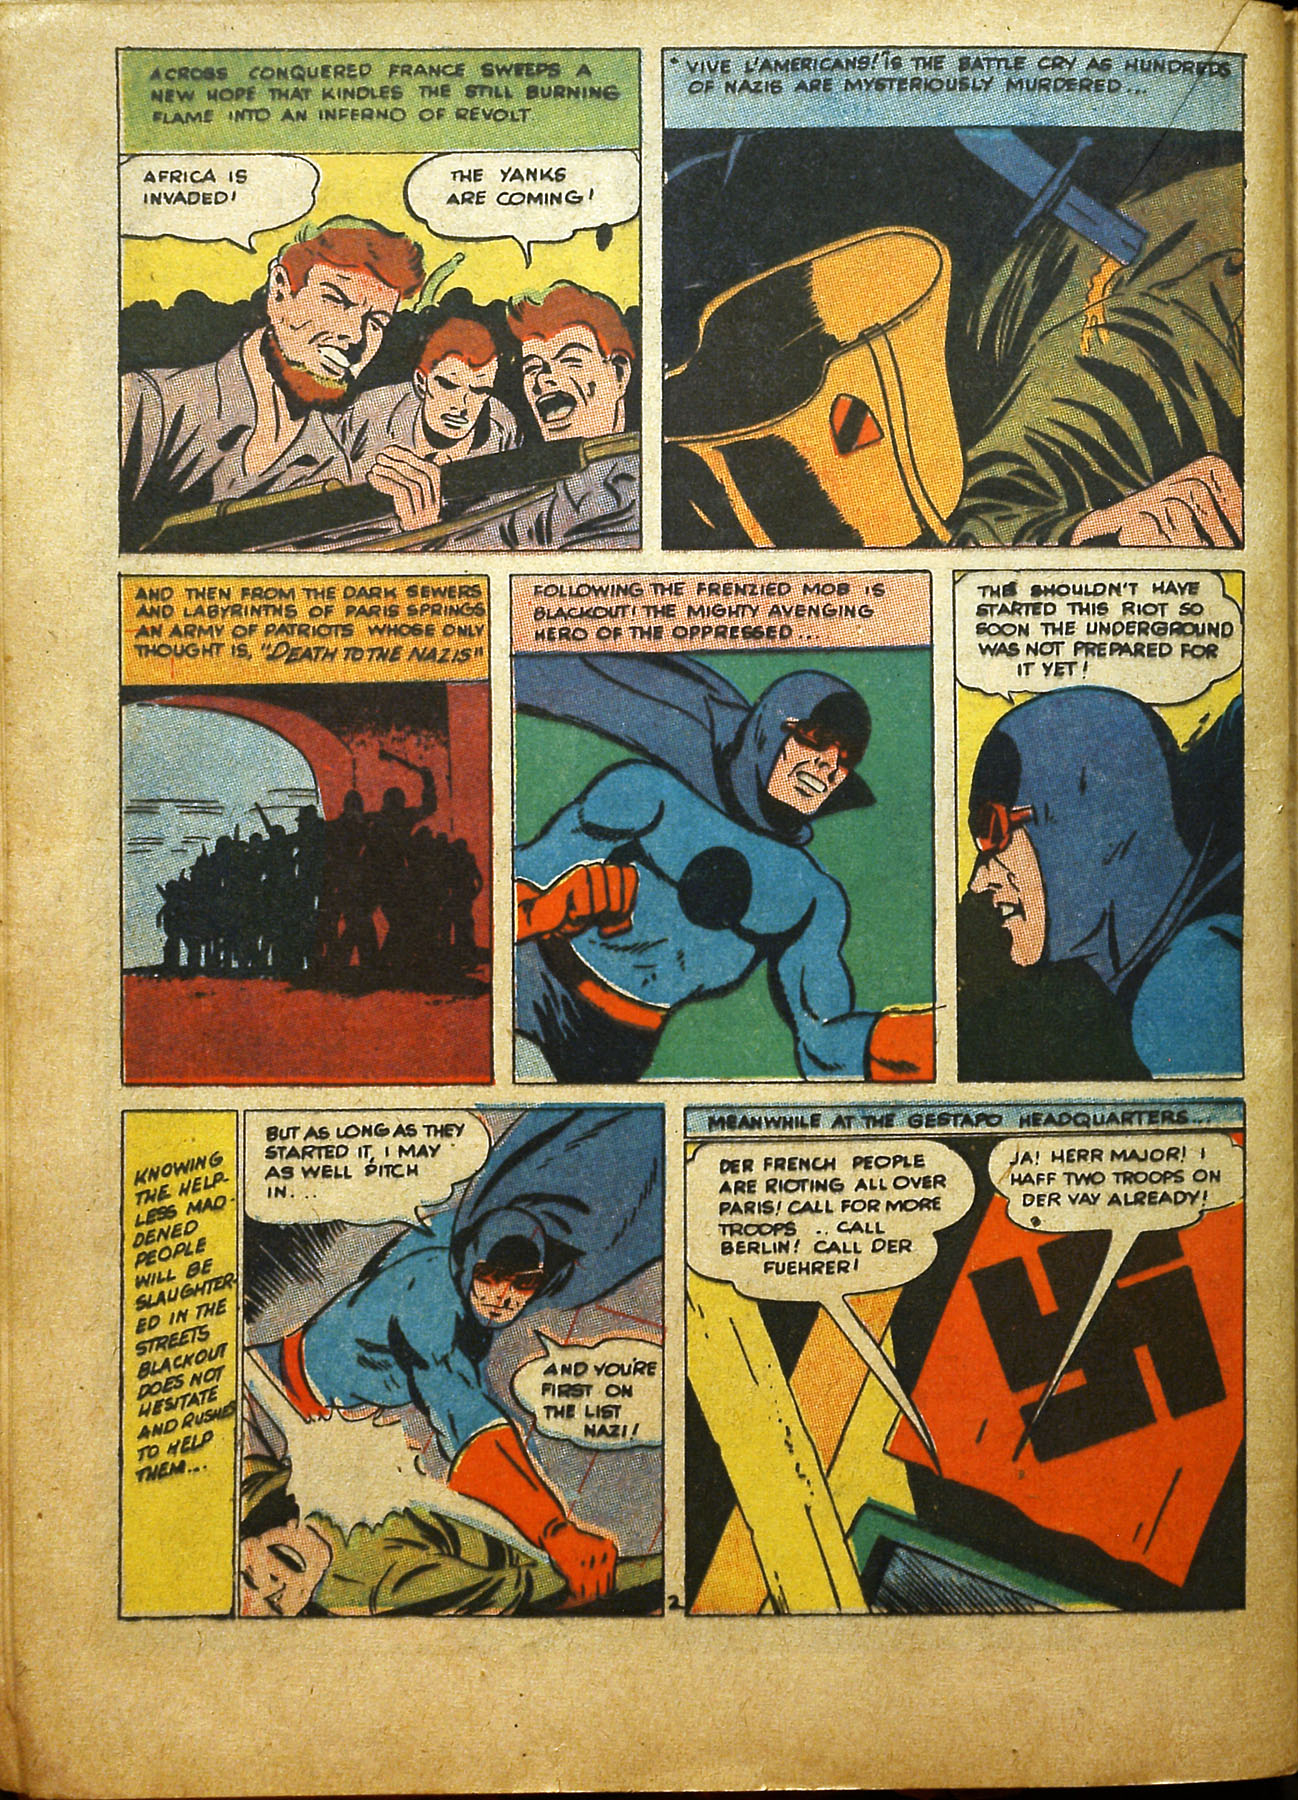 ACROSS CONQUERED FRANCE SWEEPS A
NEW HOPE THAT KINDLES THE STILL BURNING
FLAME INTO AN INFERNO OF REVOLT
AFRICA IS
INVADED!
THE YANKS
ARE COMING!
"VIVE L'AMERICANS!" IS THE BATTLE CRY AS HUNDREDS
OF NAZIS ARE MYSTERIOUSLY MURDERED...
AND THEN FROM THE DARK SEWERS
AND LABYRINTHS OF PARIS SPRINGS
AN ARMY OF PATRIOTS WHOSE ONLY
THOUGHT IS, "DEATH TO THE NAZIS"
FOLLOWING THE FRENZIED MOB IS
BLACKOUT! THE MIGHTY AVENGING
HERO OF THE OPPRESSED...
THE SHOULDN'T HAVE
STARTED THIS RIOT SO
SOON THE UNDERGROUND
WAS NOT PREPARED FOR
IT YET!
KNOWING
THE HELP-
LESS MAD-
DENED
PEOPLE
WILL BE
SLAUGHTER-
ED IN THE
STREETS
BLACKOUT
DOES NOT
HESITATE
AND RUSHES
TO HELP
THEM...
BUT AS LONG AS THEY
STARTED IT, I MAY
AS WELL PITCH
IN...
AND YOU'RE
FIRST ON
THE LIST
NAZI!
MEANWHILE AT THE GESTAPO HEADQUARTERS...
DER FRENCH PEOPLE
ARE RIOTING ALL OVER
PARIS! CALL FOR MORE
TROOPS .. CALL
BERLIN! CALL DER
FUEHRER!
JA! HERR MAJOR! I
HAFF TWO TROOPS ON
DER VAY ALREADY!
2